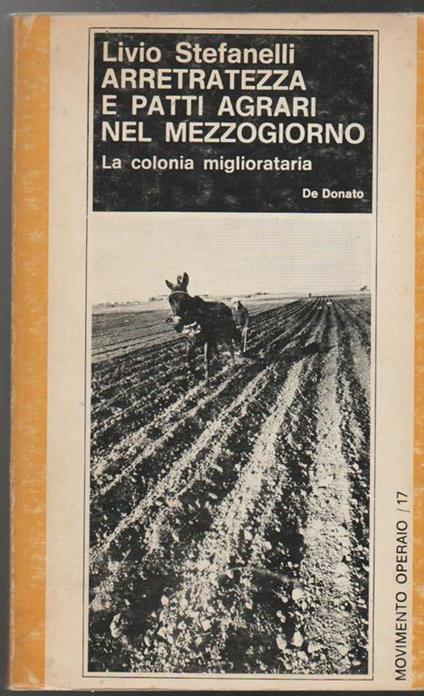 Livio Stefanelli
ARRETRATEZZA
E PATTI AGRARI
NEL MEZZOGIORNO
La colonia migliorataria
De Donato
MOVIMENTO OPERAIO / 17